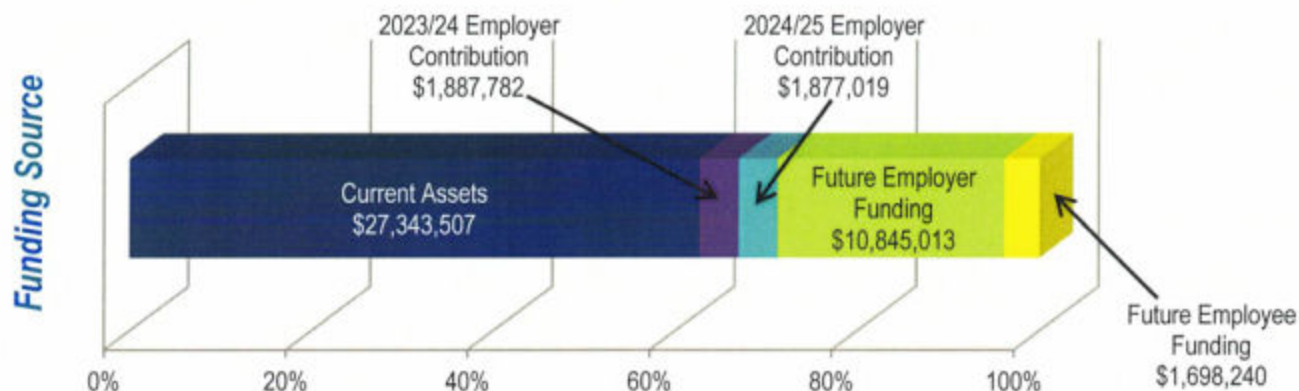 2023/24 Employer
Contribution
$1,887,782
2024/25 Employer
Contribution
$1,877,019
Funding Source
Current Assets
$27,343,507
Future Employer
Funding
$10,845,013
Future Employee
Funding
$1,698,240
0%
20%
40%
60%
80%
100%